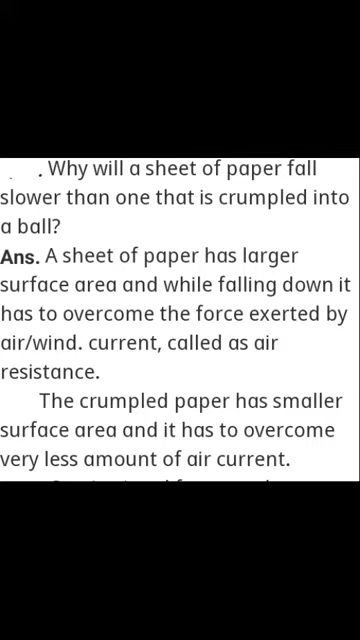 . Why will a sheet of paper fall
slower than one that is crumpled into
a ball?
Ans. A sheet of paper has larger
surface area and while falling down it
has to overcome the force exerted by
air/wind. current, called as air
resistance.
The crumpled paper has smaller
surface area and it has to overcome
very less amount of air current.